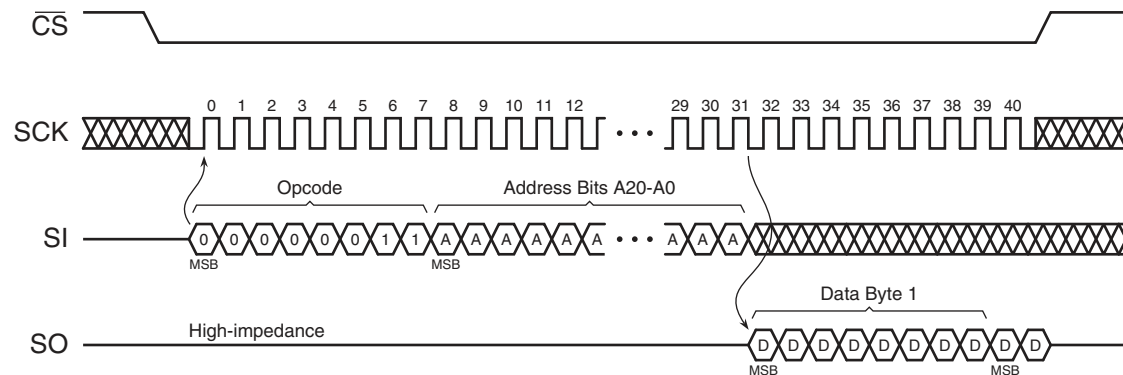 CS
0 1 2 3 4 5 6 7 8 9 10 11 12 29 30 31 32 33 34 35 36 37 38 39 40
SCK
Opcode Address Bits A20-A0
SI 0 0 0 0 0 0 1 1 A A A A A A A A A
MSB MSB
Data Byte 1
High-impedance
SO D D D D D D D D D D
MSB MSB